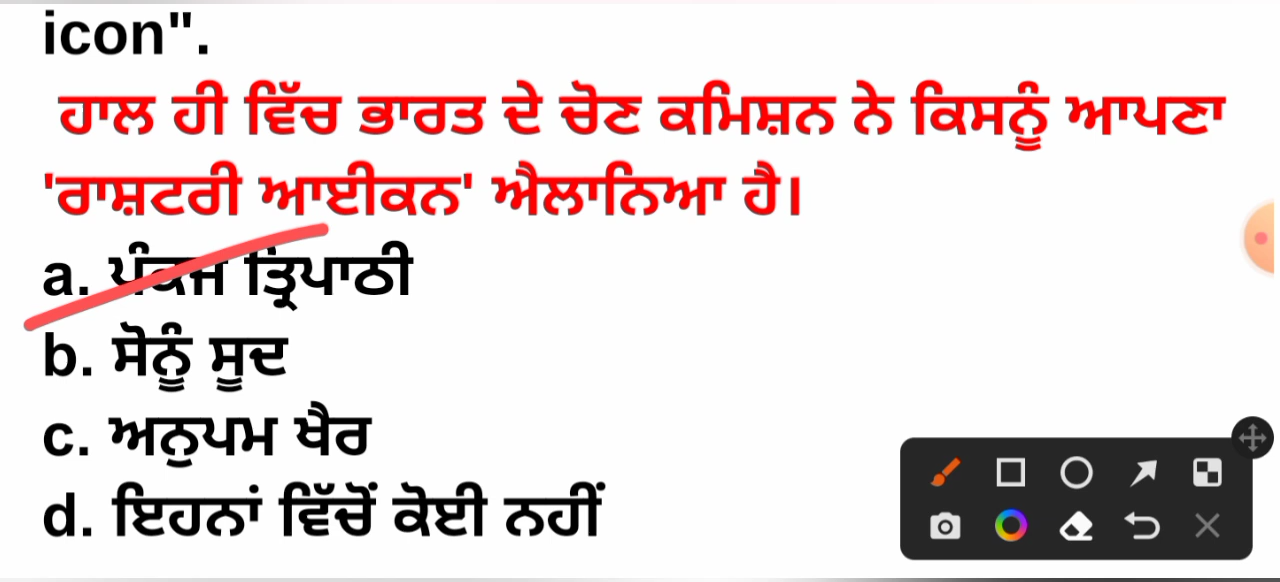 icon".
ਹਾਲ ਹੀ ਵਿੱਚ ਭਾਰਤ ਦੇ ਚੋਣ ਕਮਿਸ਼ਨ ਨੇ ਕਿਸਨੂੰ ਆਪਣਾ
'ਰਾਸ਼ਟਰੀ ਆਈਕਨ' ਐਲਾਨਿਆ ਹੈ।
a. ਪੰਕਜ ਤ੍ਰਿਪਾਠੀ
b. ਸੋਨੂੰ ਸੂਦ
c. ਅਨੁਪਮ ਖੈਰ
d. ਇਹਨਾਂ ਵਿੱਚੋਂ ਕੋਈ ਨਹੀਂ